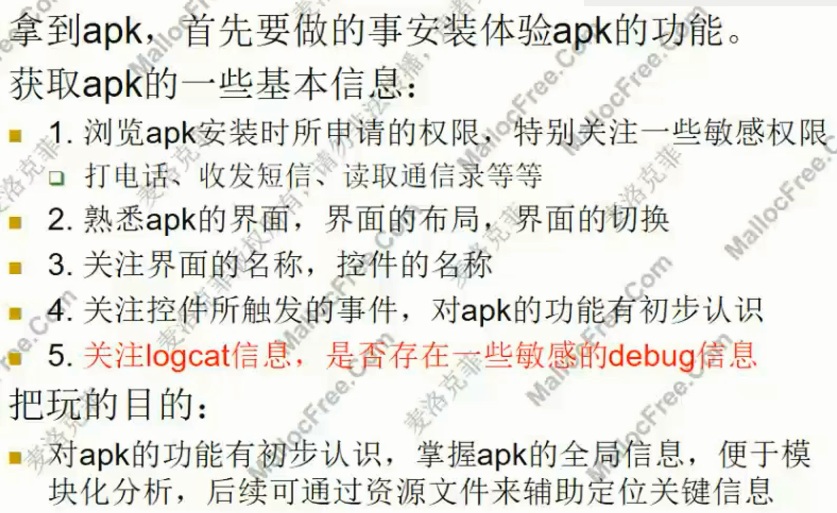 拿到apk，首先要做的事安装体验apk的功能。
获取apk的一些基本信息：
1. 浏览apk安装时所申请的权限，特别关注一些敏感权限
打电话、收发短信、读取通信录等等
2. 熟悉apk的界面，界面的布局，界面的切换
3. 关注界面的名称，控件的名称
4. 关注控件所触发的事件，对apk的功能有初步认识
5. 关注logcat信息，是否存在一些敏感的debug信息
把玩的目的：
对apk的功能有初步认识，掌握apk的全局信息，便于模
块化分析，后续可通过资源文件来辅助定位关键信息
MallocFree.Com
麦洛克菲